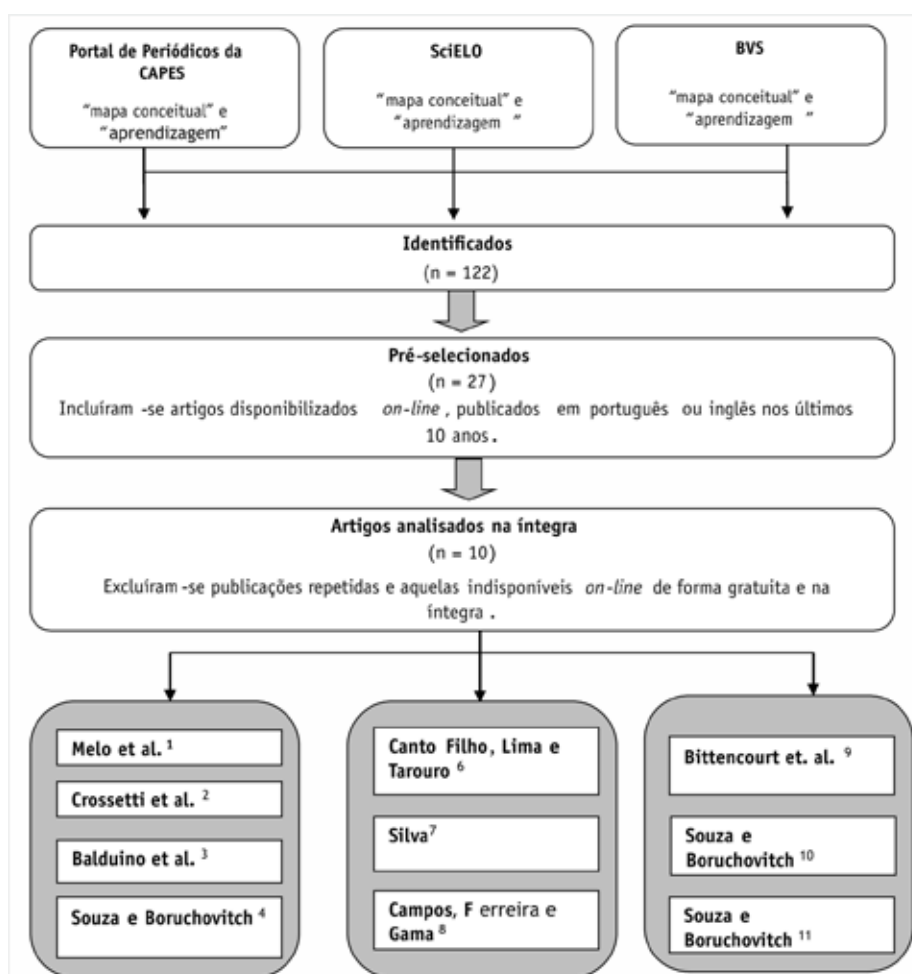 Portal de Periódicos da
CAPES
“mapa conceitual” e
“aprendizagem”
SciELO
“mapa conceitual” e
“aprendizagem ”
BVS
“mapa conceitual” e
“aprendizagem ”
Identificados
(n = 122)
Pré-selecionados
(n = 27)
Incluíram -se artigos disponibilizados on-line, publicados em português ou inglês nos últimos
10 anos.
Artigos analisados na íntegra
(n = 10)
Excluíram -se publicações repetidas e aquelas indisponíveis on-line de forma gratuita e na
íntegra .
Melo et al. 1
Crossetti et al. 2
Balduino et al. 3
Souza e Boruchovitch 4
Canto Filho, Lima e
Tarouro 6
Silva7
Campos, F erreira e
Gama 8
Bittencourt et. al. 9
Souza e
Boruchovitch 10
Souza e
Boruchovitch 11